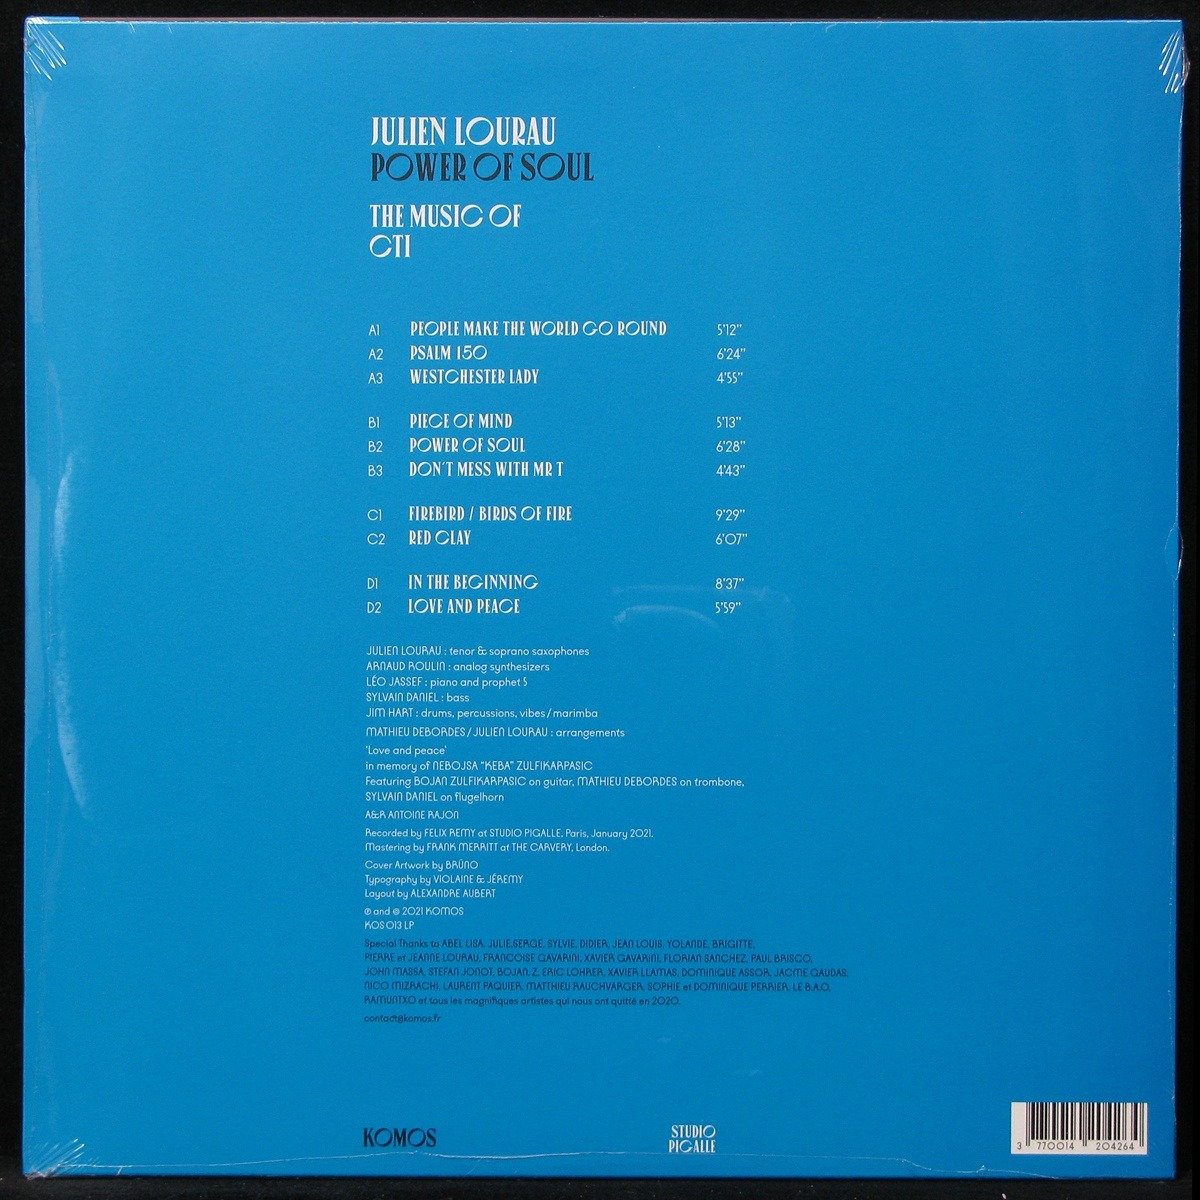 JULIEN LOURAU
POWER OF SOUL
THE MUSIC OF
CTI
A1 PEOPLE MAKE THE WORLD GO ROUND 5'12"
A2 PSALM 150 6'24"
A3 WESTCHESTER LADY 4'55"
B1 PIECE OF MIND 5'13"
B2 POWER OF SOUL 6'28"
B3 DON'T MESS WITH MR T 4'43"
C1 FIREBIRD / BIRDS OF FIRE 9'29"
C2 RED CLAY 6'07"
D1 IN THE BEGINNING 8'37"
D2 LOVE AND PEACE 5'59"
JULIEN LOURAU : tenor & soprano saxophones
ARNAUD ROULIN : analog synthesizers
LÉO JASSEF : piano and prophet 5
SYLVAIN DANIEL : bass
JIM HART : drums, percussions, vibes / marimba
MATHIEU DEBORDES / JULIEN LOURAU : arrangements
'Love and peace'
in memory of NEBOJSA "KEBA" ZULFIKARPASIC
Featuring BOJAN ZULFIKARPASIC on guitar, MATHIEU DEBORDES on trombone,
SYLVAIN DANIEL on flugelhorn
A&R ANTOINE RAJON
Recorded by FELIX REMY at STUDIO PIGALLE, Paris, January 2021.
Mastering by FRANK MERRITT at THE CARVERY, London.
Cover Artwork by BRÜNO
Typography by VIOLAINE & JÉREMY
Layout by ALEXANDRE AUBERT
℗ and © 2021 KOMOS
KOS 013 LP
Special Thanks to ABEL LISA, JULIE,SERGE, SYLVIE, DIDIER, JEAN LOUIS, YOLANDE, BRIGITTE,
PIERRE et JEANNE LOURAU, FRANCOISE GAVARINI, XAVIER GAVARINI, FLORIAN SANCHEZ, PAUL BRISCO,
JOHN MASSA, STEFAN JONOT, BOJAN. Z, ERIC LOHRER, XAVIER LLAMAS, DOMINIQUE ASSOR, JACME GAUDAS,
NICO MIZRACHI, LAURENT PAQUIER, MATTHIEU RAUCHVARGER, SOPHIE et DOMINIQUE PERRIER, LE B.A.O,
RAMUNTXO et tous les magnifiques artistes qui nous ont quitté en 2020.
contact@komos.fr
KOMOS
STUDIO
PIGALLE
3 770014 204264